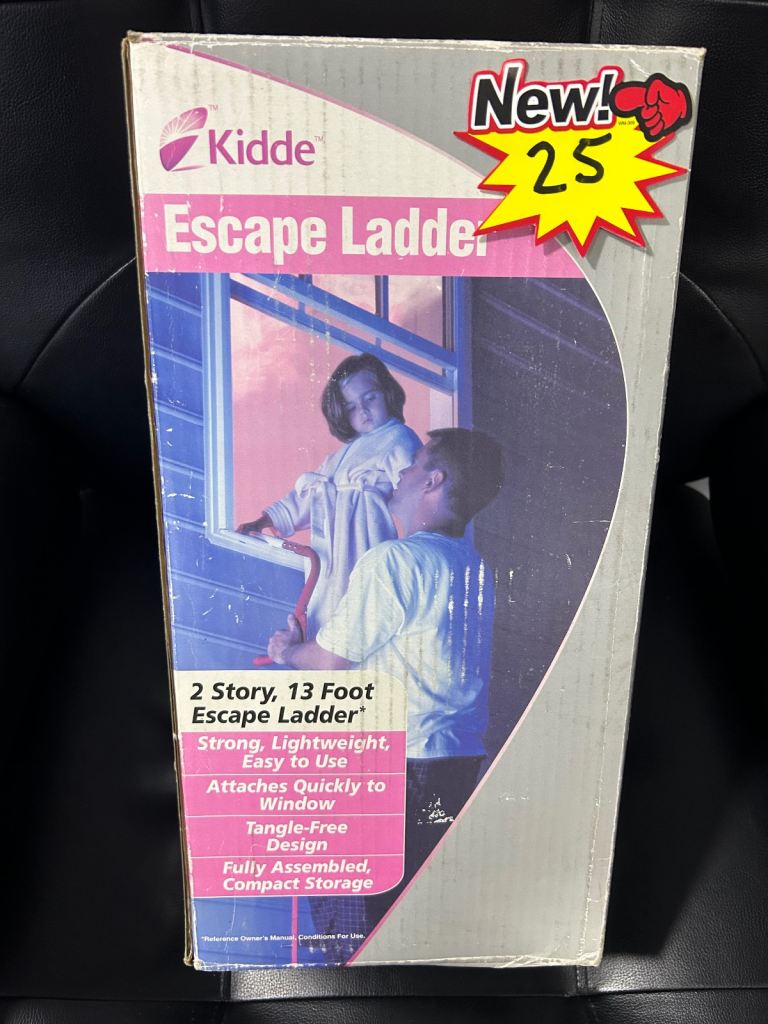 New!
25
Kidde™
Escape Ladder
2 Story, 13 Foot
Escape Ladder*
Strong, Lightweight,
Easy to Use
Attaches Quickly to
Window
Tangle-Free
Design
Fully Assembled,
Compact Storage
*Reference Owner's Manual, Conditions For Use.